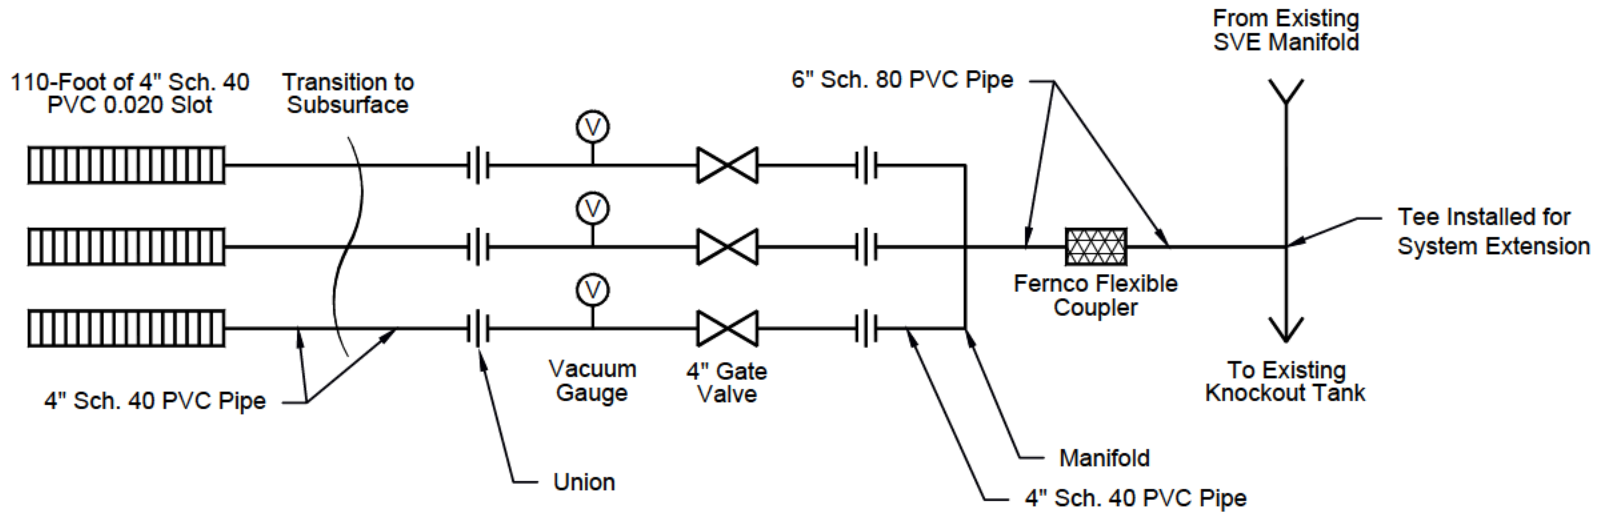 From Existing
SVE Manifold
110-Foot of 4" Sch. 40
PVC 0.020 Slot
Transition to
Subsurface
6" Sch. 80 PVC Pipe
V
V
V
Tee Installed for
System Extension
Fernco Flexible
Coupler
Vacuum
Gauge
4" Gate
Valve
To Existing
Knockout Tank
4" Sch. 40 PVC Pipe
Manifold
Union
4" Sch. 40 PVC Pipe